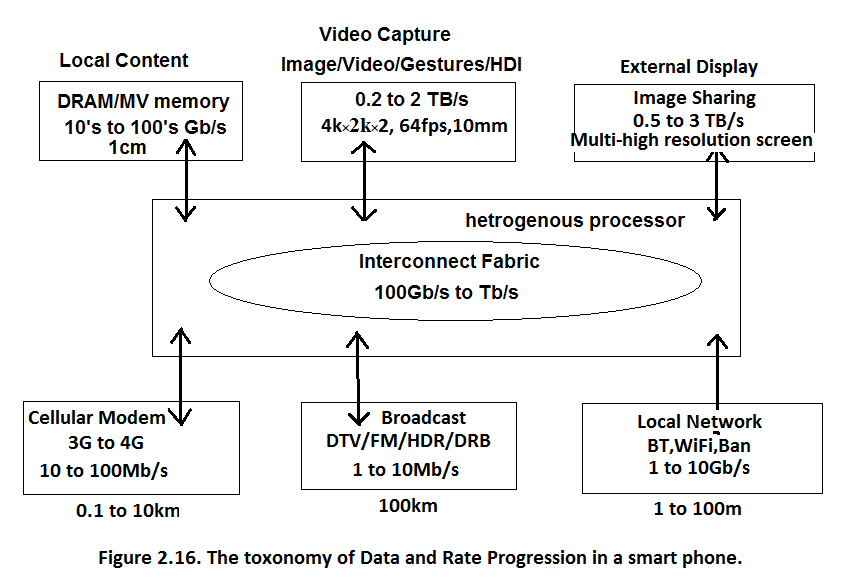 Local Content
DRAM/MV memory
10's to 100's Gb/s
1cm
Video Capture
Image/Video/Gestures/HDI
0.2 to 2 TB/s
4k×2k×2, 64fps,10mm
External Display
Image Sharing
0.5 to 3 TB/s
Multi-high resolution screen
hetrogenous processor
Interconnect Fabric
100Gb/s to Tb/s
Cellular Modem
3G to 4G
10 to 100Mb/s
0.1 to 10km
Broadcast
DTV/FM/HDR/DRB
1 to 10Mb/s
100km
Local Network
BT,WiFi,Ban
1 to 10Gb/s
1 to 100m
Figure 2.16. The toxonomy of Data and Rate Progression in a smart phone.